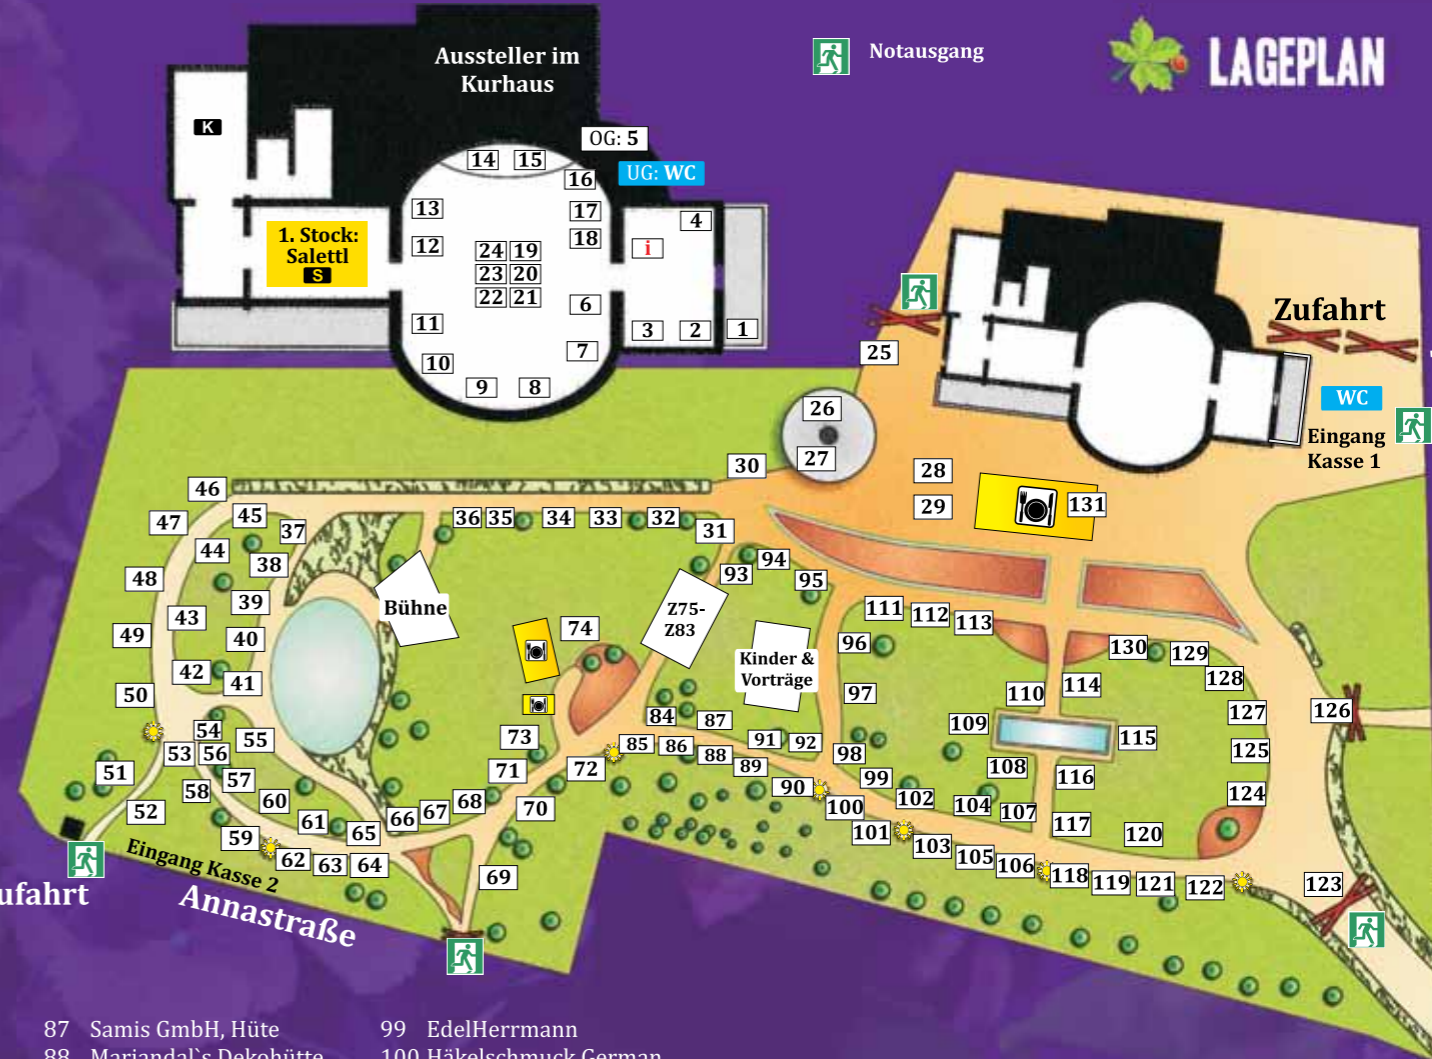 Aussteller im
Kurhaus
Notausgang
LAGEPLAN
K
OG: 5
UG: WC
14 15
16
13
17
4
12
18
i
1. Stock:
Salettl
S
24 19
23 20
22 21
6
11
3 2 1
10
7
9 8
Zufahrt
25
WC
Eingang
Kasse 1
26
27
30
28
29
131
46
45
47
37
36 35 34 33 32
31
44
38
94
93
95
48
39
Bühne
Z75-
Z83
43
74
111 112 113
49
40
96
Kinder &
Vorträge
130 129
42 41
128
50
97
110 114
84 87
127 126
54
109
115
53 56 55
73
85 86 91 92
125
88
98
51
57
71 72
89
108
116
58
99
52
60
70
90
102 104 107
124
61
66 67 68
100
117
59
65
101
120
62 63 64
103
105
106
118
119 121 122
123
69
Eingang Kasse 2
ufahrt
Annastraße
87 Samis GmbH, Hüte
99 EdelHerrmann
88 Mariandal`s Dekohütte
100 Häkelschmuck German